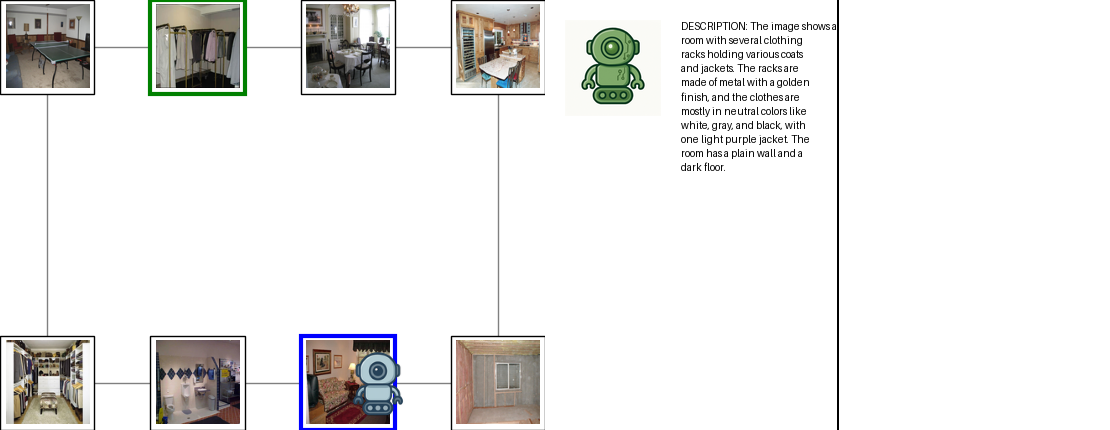 DESCRIPTION: The image shows a
room with several clothing
racks holding various coats
and jackets. The racks are
made of metal with a golden
finish, and the clothes are
mostly in neutral colors like
white, gray, and black, with
one light purple jacket. The
room has a plain wall and a
dark floor.